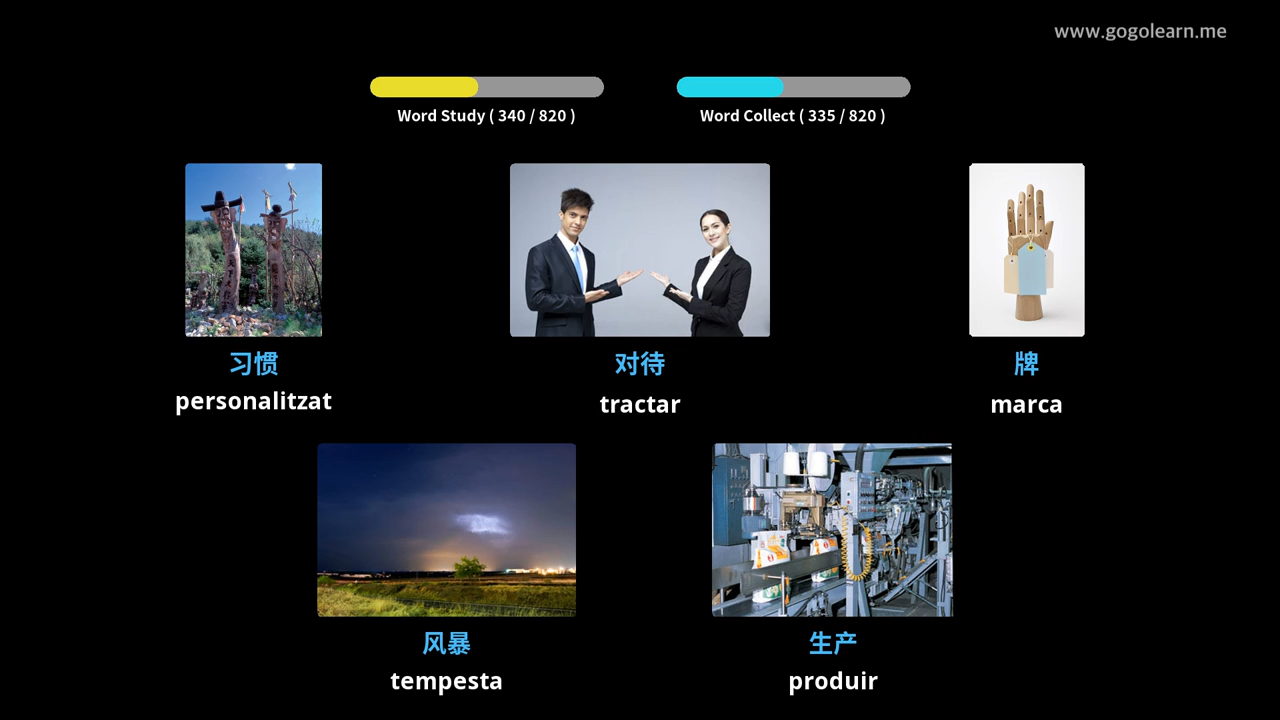 www.gogolearn.me
Word Study ( 340 / 820 )
Word Collect ( 335 / 820 )
习惯
对待
牌
personalitzat
tractar
marca
风暴
生产
tempesta
produir